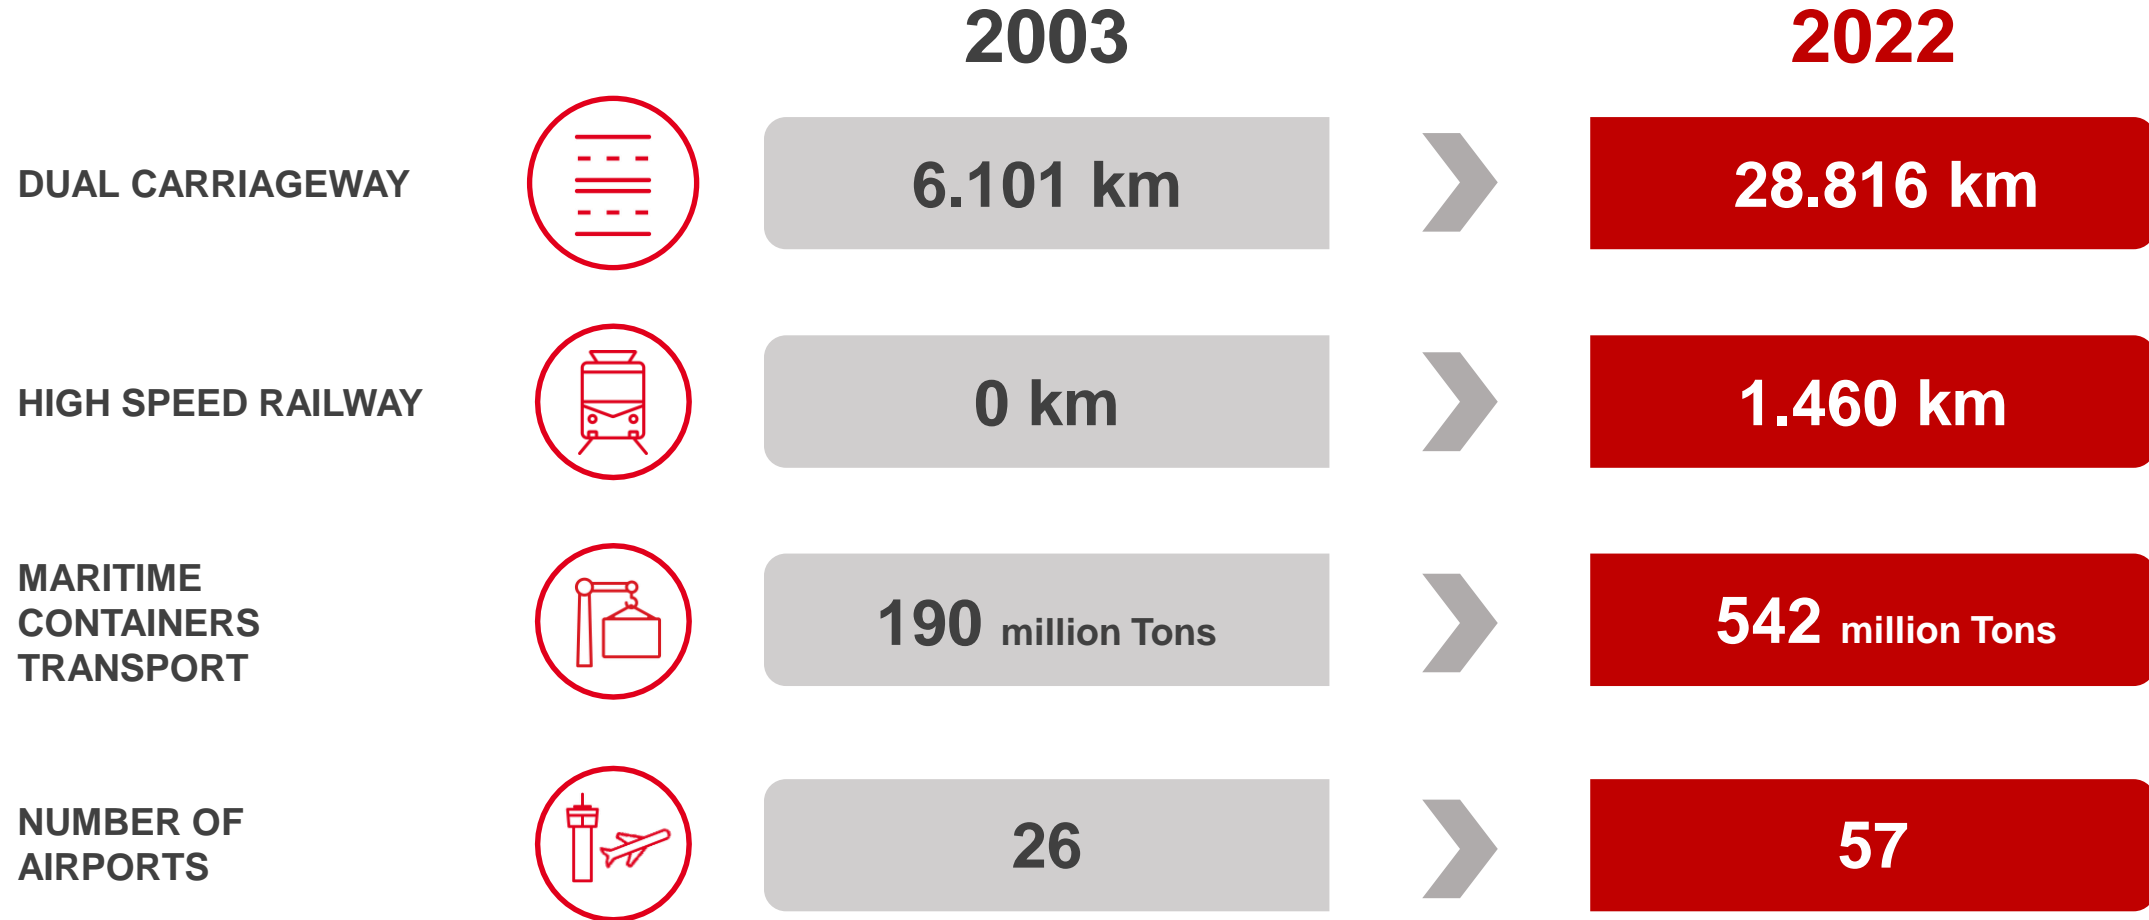 2003 2022
DUAL CARRIAGEWAY 6.101 km 28.816 km
HIGH SPEED RAILWAY 0 km 1.460 km
MARITIME
CONTAINERS
TRANSPORT
190 million Tons 542 million Tons
NUMBER OF
AIRPORTS
26 57